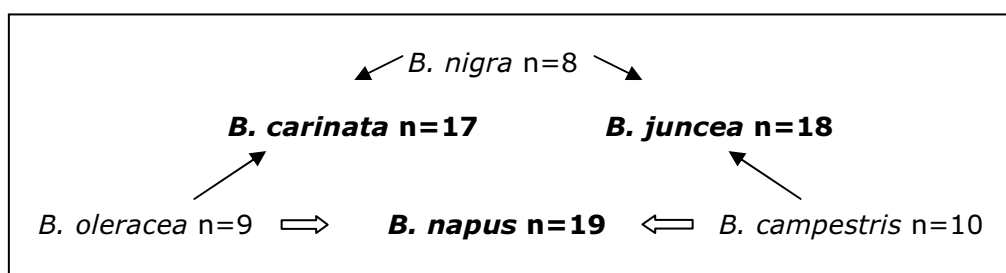 B. nigra n=8
B. carinata n=17 B. juncea n=18
B. oleracea n=9 B. napus n=19 B. campestris n=10